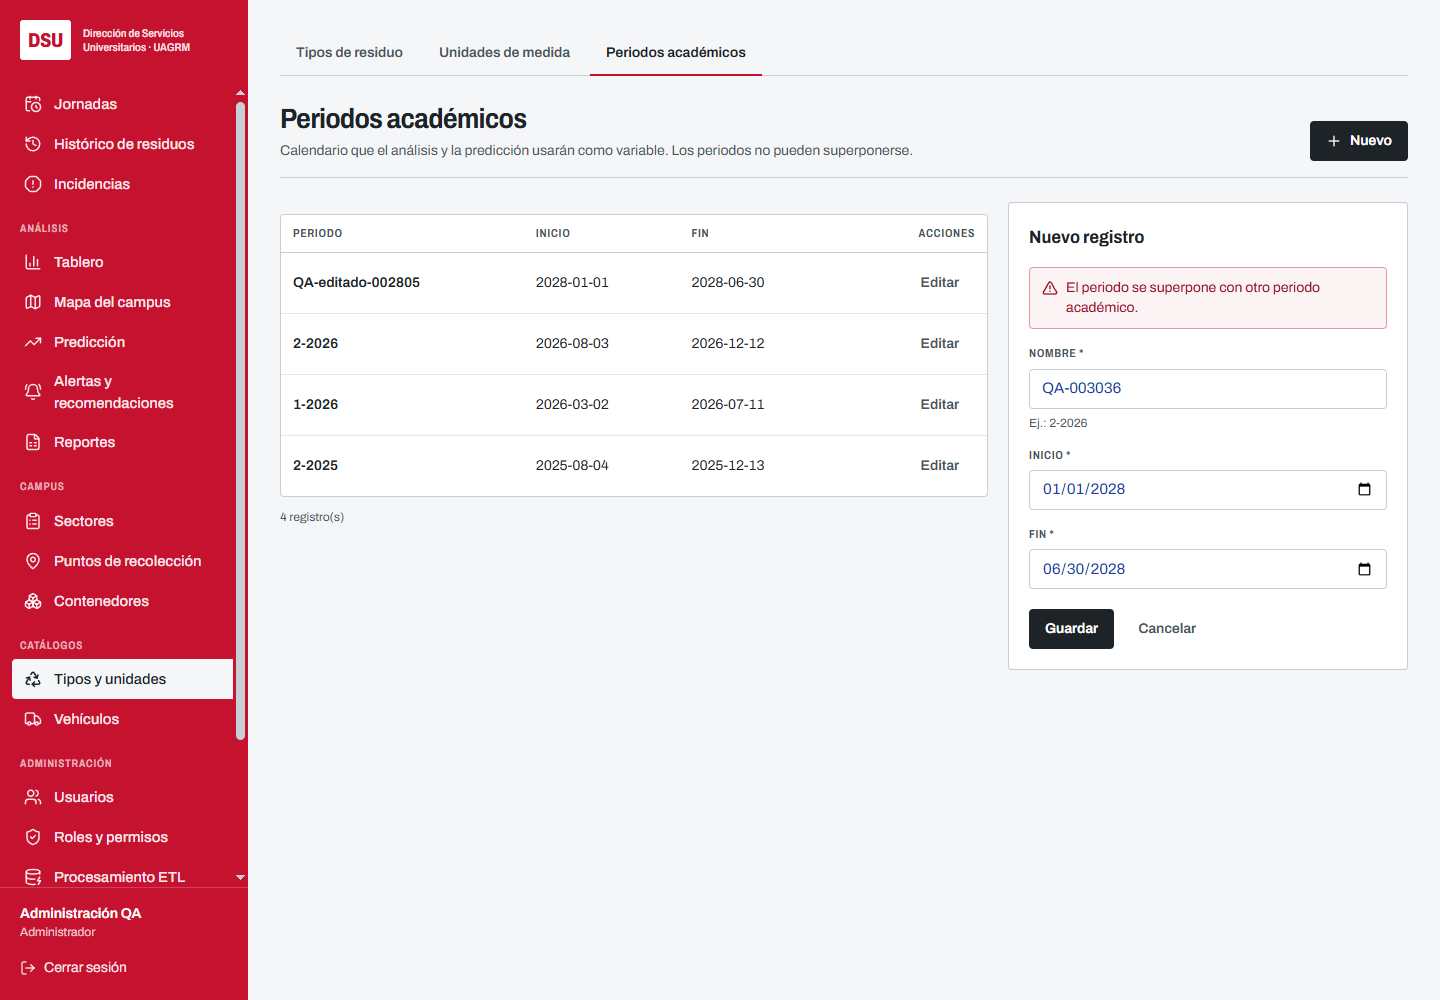 DSU
Dirección de Servicios
Universitarios · UAGRM
Jornadas
Histórico de residuos
Incidencias
ANÁLISIS
Tablero
Mapa del campus
Predicción
Alertas y
recomendaciones
Reportes
CAMPUS
Sectores
Puntos de recolección
Contenedores
CATÁLOGOS
Tipos y unidades
Vehículos
ADMINISTRACIÓN
Usuarios
Roles y permisos
Procesamiento ETL
Administración QA
Administrador
Cerrar sesión
Tipos de residuo
Unidades de medida
Periodos académicos
Periodos académicos
Calendario que el análisis y la predicción usarán como variable. Los periodos no pueden superponerse.
Nuevo
PERIODO INICIO FIN ACCIONES
QA-editado-002805 2028-01-01 2028-06-30 Editar
2-2026 2026-08-03 2026-12-12 Editar
1-2026 2026-03-02 2026-07-11 Editar
2-2025 2025-08-04 2025-12-13 Editar
4 registro(s)
Nuevo registro
El periodo se superpone con otro periodo
académico.
NOMBRE *
QA-003036
Ej.: 2-2026
INICIO *
01/01/2028
FIN *
06/30/2028
Guardar
Cancelar